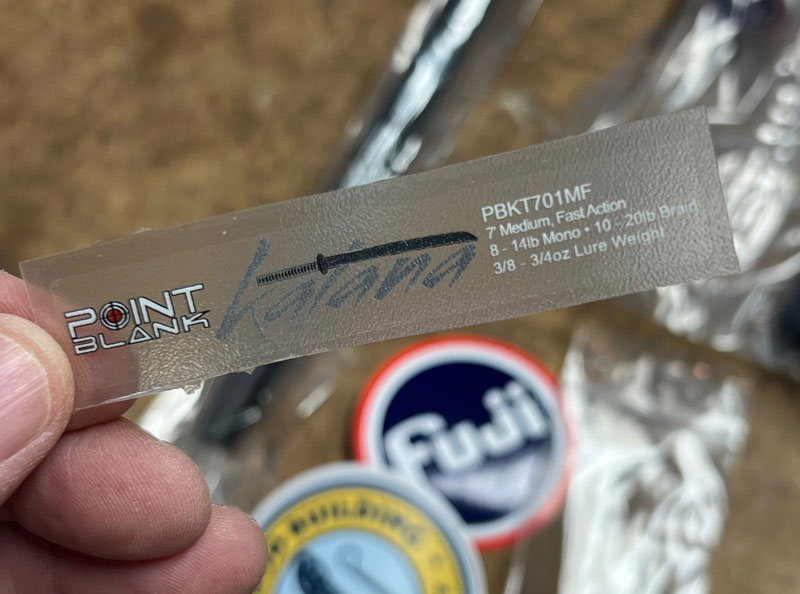 POINT
BLANK
katana
PBKT701MF
7' Medium, Fast Action
8 - 14lb Mono • 10 - 20lb Braid
3/8 - 3/4oz Lure Weight
Fuji
BUILDING